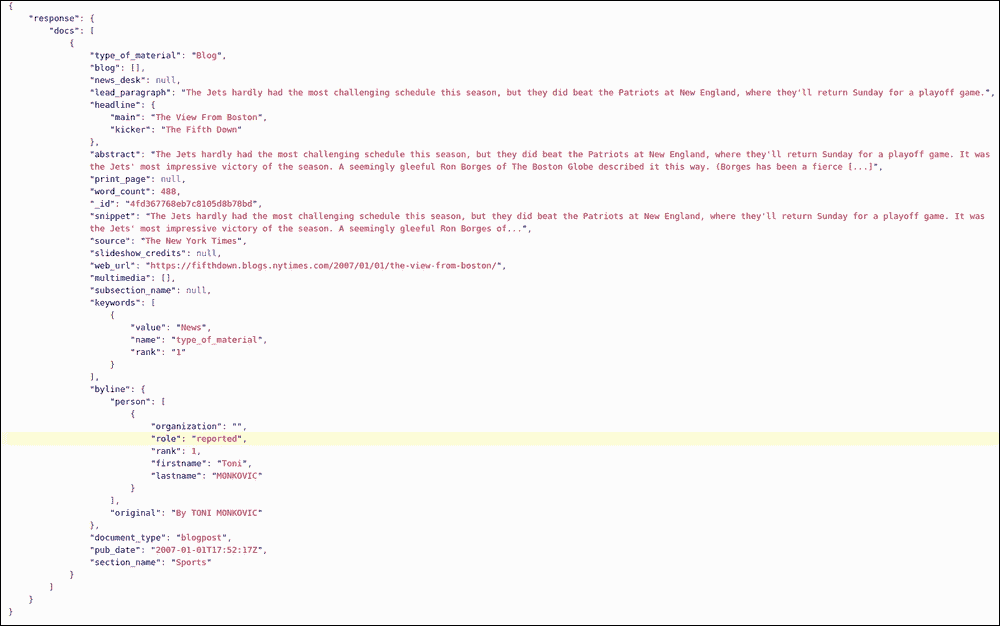 {
"response": {
"docs": [
{
"type_of_material": "Blog",
"blog": [],
"news_desk": null,
"lead_paragraph": "The Jets hardly had the most challenging schedule this season, but they did beat the Patriots at New England, where they'll return Sunday for a playoff game.",
"headline": {
"main": "The View From Boston",
"kicker": "The Fifth Down"
},
"abstract": "The Jets hardly had the most challenging schedule this season, but they did beat the Patriots at New England, where they'll return Sunday for a playoff game. It was
the Jets' most impressive victory of the season. A seemingly gleeful Ron Borges of The Boston Globe described it this way. (Borges has been a fierce [...]",
"print_page": null,
"word_count": 488,
"_id": "4fd367768eb7c8105d8b78bd",
"snippet": "The Jets hardly had the most challenging schedule this season, but they did beat the Patriots at New England, where they'll return Sunday for a playoff game. It was
the Jets' most impressive victory of the season. A seemingly gleeful Ron Borges of...",
"source": "The New York Times",
"slideshow_credits": null,
"web_url": "https://fifthdown.blogs.nytimes.com/2007/01/01/the-view-from-boston/",
"multimedia": [],
"subsection_name": null,
"keywords": [
{
"value": "News",
"name": "type_of_material",
"rank": "1"
}
],
"byline": {
"person": [
{
"organization": "",
"role": "reported",
"rank": 1,
"firstname": "Toni",
"lastname": "MONKOVIC"
}
],
"original": "By TONI MONKOVIC"
},
"document_type": "blogpost",
"pub_date": "2007-01-01T17:52:17Z",
"section_name": "Sports"
}
]
}
}